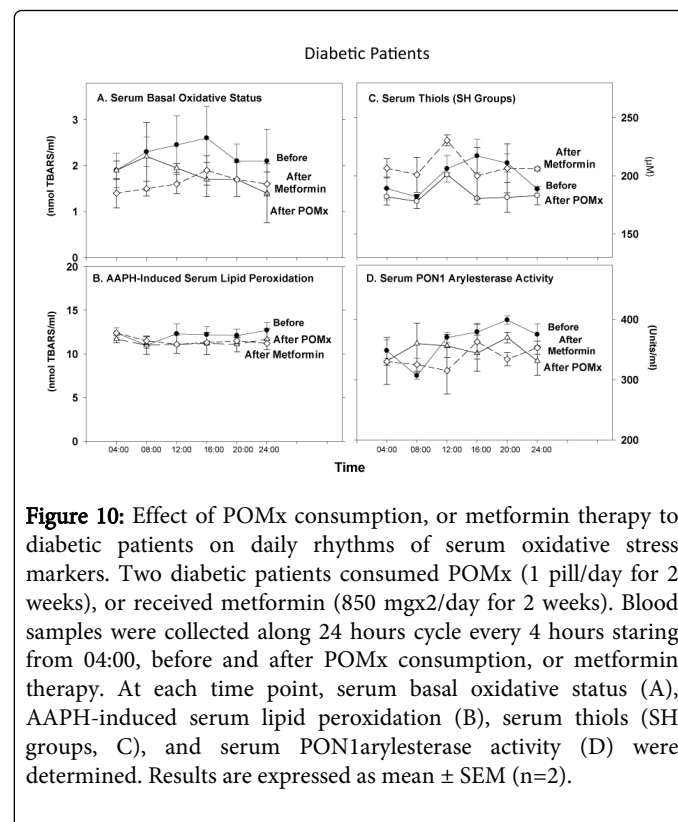 Diabetic Patients
A. Serum Basal Oxidative Status
3
2
1
0
(nmol TBARS/ml)
Before
After
Metformin
After POMx
C. Serum Thiols (SH Groups)
250
200
150
(µM)
After
Metformin
Before
After POMx
B. AAPH-Induced Serum Lipid Peroxidation
20
15
10
5
0
(nmol TBARS/ml)
Before
After POMx
After Metformin
04:00 08:00 12:00 16:00 20:00 24:00
D. Serum PON1 Arylesterase Activity
400
300
200
(Units/ml)
Before
After
Metformin
After POMx
04:00 08:00 12:00 16:00 20:00 24:00
Time
Figure 10: Effect of POMx consumption, or metformin therapy to
diabetic patients on daily rhythms of serum oxidative stress
markers. Two diabetic patients consumed POMx (1 pill/day for 2
weeks), or received metformin (850 mgx2/day for 2 weeks). Blood
samples were collected along 24 hours cycle every 4 hours staring
from 04:00, before and after POMx consumption, or metformin
therapy. At each time point, serum basal oxidative status (A),
AAPH-induced serum lipid peroxidation (B), serum thiols (SH
groups, C), and serum PON1arylesterase activity (D) were
determined. Results are expressed as mean ± SEM (n=2).